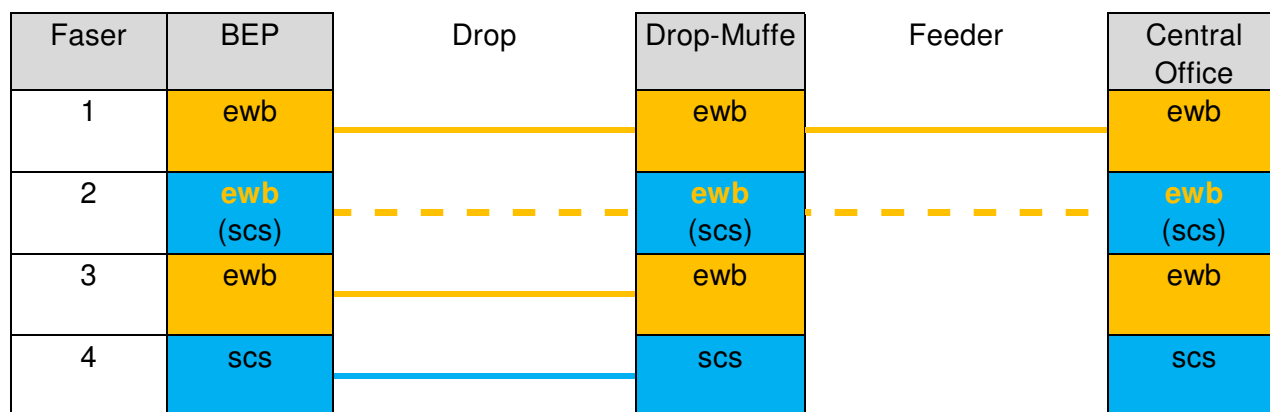 Faser BEP Drop Drop-Muffe Feeder Central
Office
1 ewb ewb ewb
2 ewb ewb ewb
(scs) (scs) (scs)
3 ewb ewb ewb
4 scs scs scs